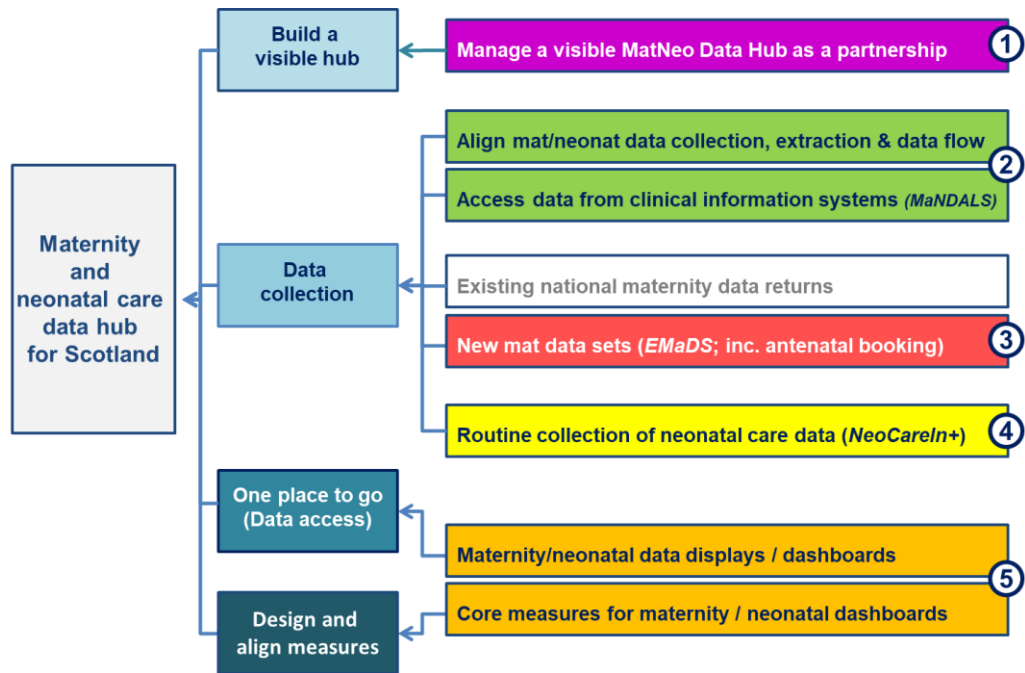 Build a
visible hub
Manage a visible MatNeo Data Hub as a partnership
1
Align mat/neonat data collection, extraction & data flow
2
Access data from clinical information systems (MaNDALS)
Maternity
and
neonatal care
data hub
for Scotland
Data
collection
Existing national maternity data returns
New mat data sets (EMaDS; inc. antenatal booking)
3
Routine collection of neonatal care data (NeoCareIn+)
4
One place to go
(Data access)
Maternity/neonatal data displays / dashboards
5
Design and
align measures
Core measures for maternity / neonatal dashboards